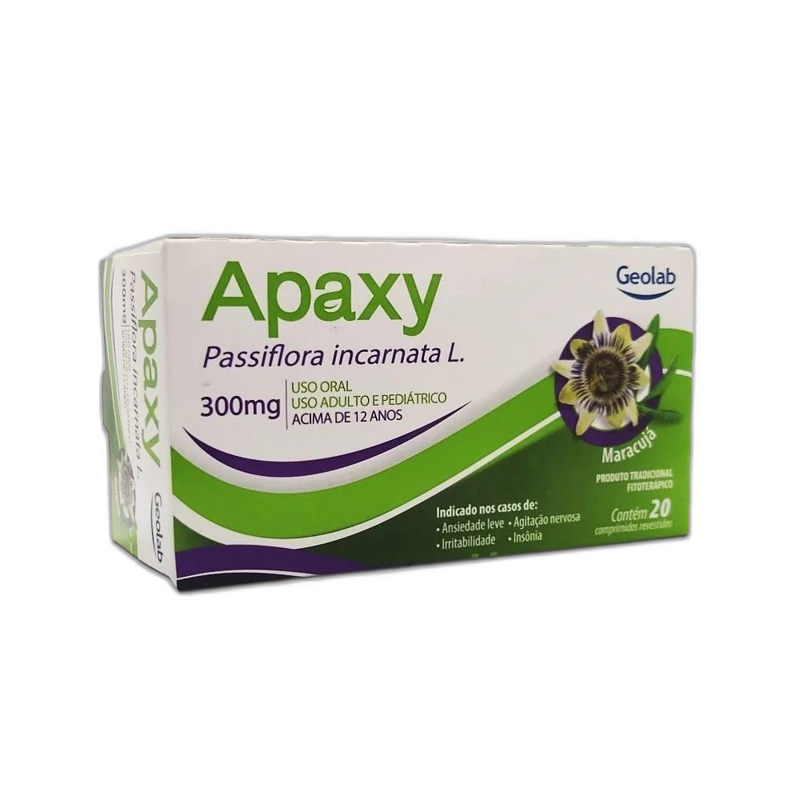 Apaxy
Passiflora incarnata L.
300mg
USO ORAL
USO ADULTO E PEDIÁTRICO
ACIMA DE 12 ANOS
Geolab
Maracujá
PRODUTO TRADICIONAL
FITOTERÁPICO
Contém 20
comprimidos revestidos
Indicado nos casos de:
• Ansiedade leve • Agitação nervosa
• Irritabilidade • Insônia
Apaxy
Passiflora incarnata L.
300mg
Geolab